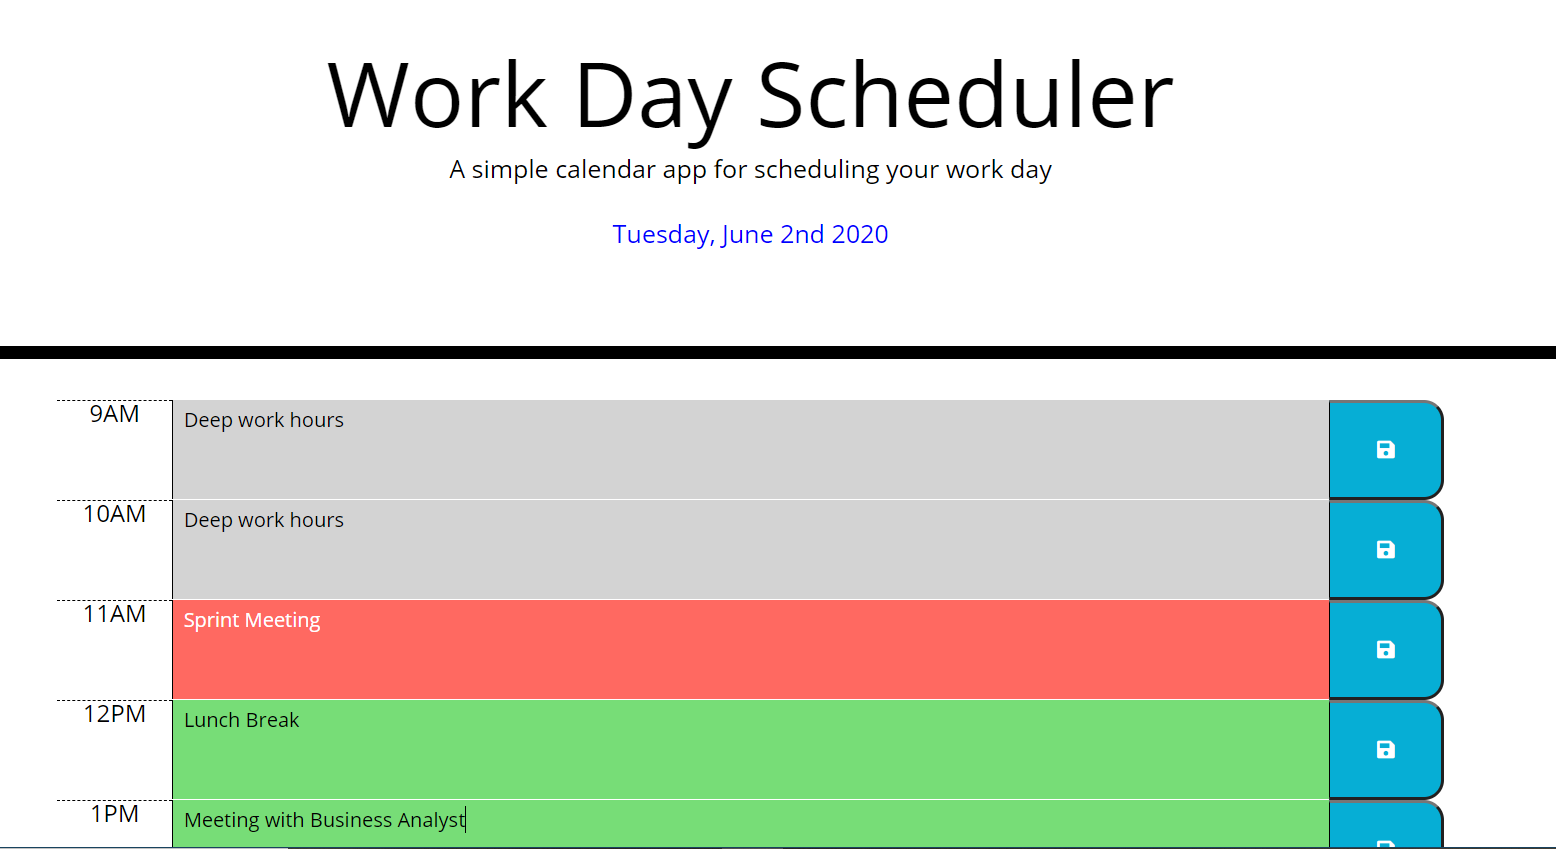 Work Day Scheduler
A simple calendar app for scheduling your work day
Tuesday, June 2nd 2020
9AM
Deep work hours
10AM
Deep work hours
11AM
Sprint Meeting
12PM
Lunch Break
1PM
Meeting with Business Analyst